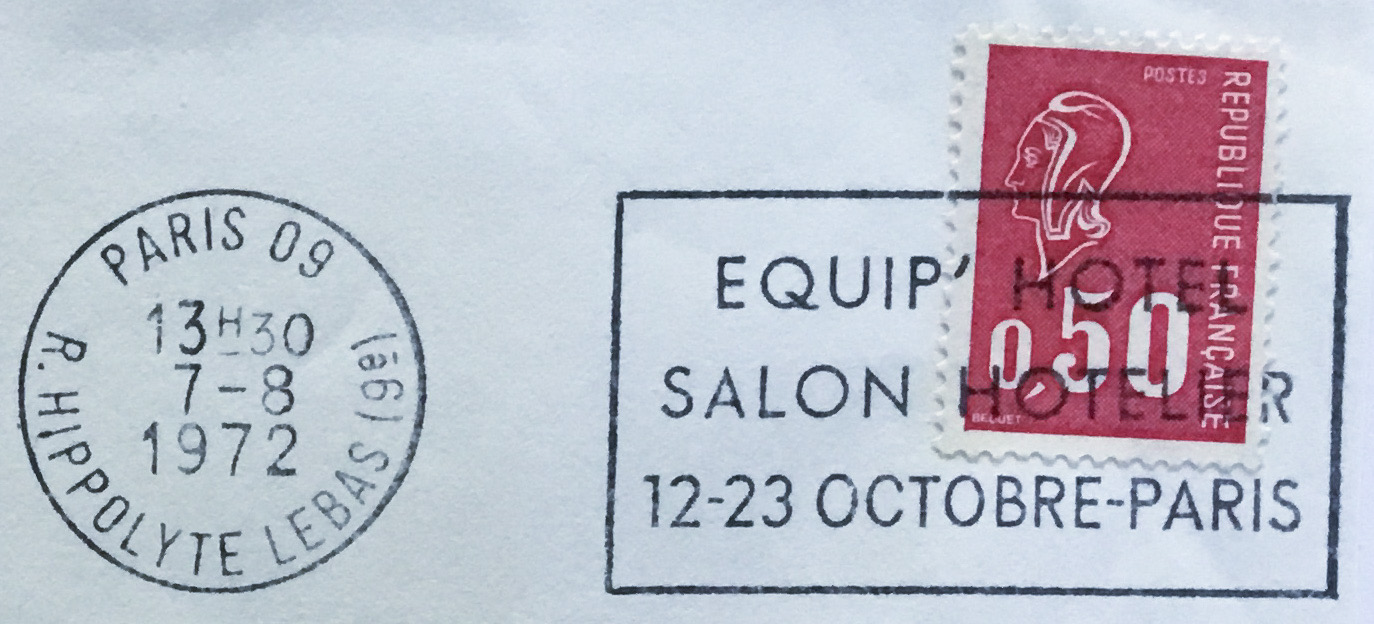 PARIS 09
13H30
7-8
1972
R. HIPPOLYTE LEBAS (9e)
POSTES
REPUBLIQUE FRANÇAISE
0,50
BEQUET
EQUIP' HOTEL
SALON HOTELIER
12-23 OCTOBRE-PARIS